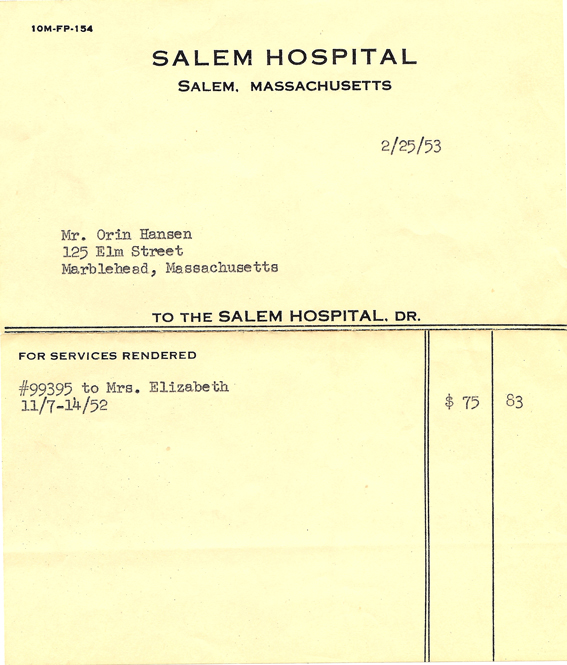 10M-FP-154
SALEM HOSPITAL
SALEM, MASSACHUSETTS
2/25/53
Mr. Orin Hansen
125 Elm Street
Marblehead, Massachusetts
TO THE SALEM HOSPITAL, DR.
FOR SERVICES RENDERED
#99395 to Mrs. Elizabeth
11/7-14/52
$ 75 83